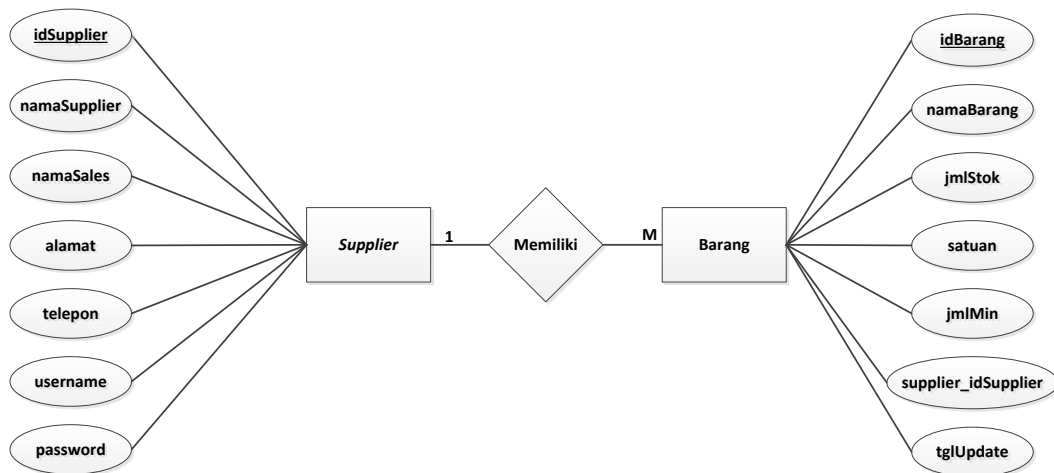 idSupplier
namaSupplier
namaSales
alamat
telepon
username
password
Supplier
1
Memiliki
M
Barang
idBarang
namaBarang
jmlStok
satuan
jmlMin
supplier_idSupplier
tglUpdate